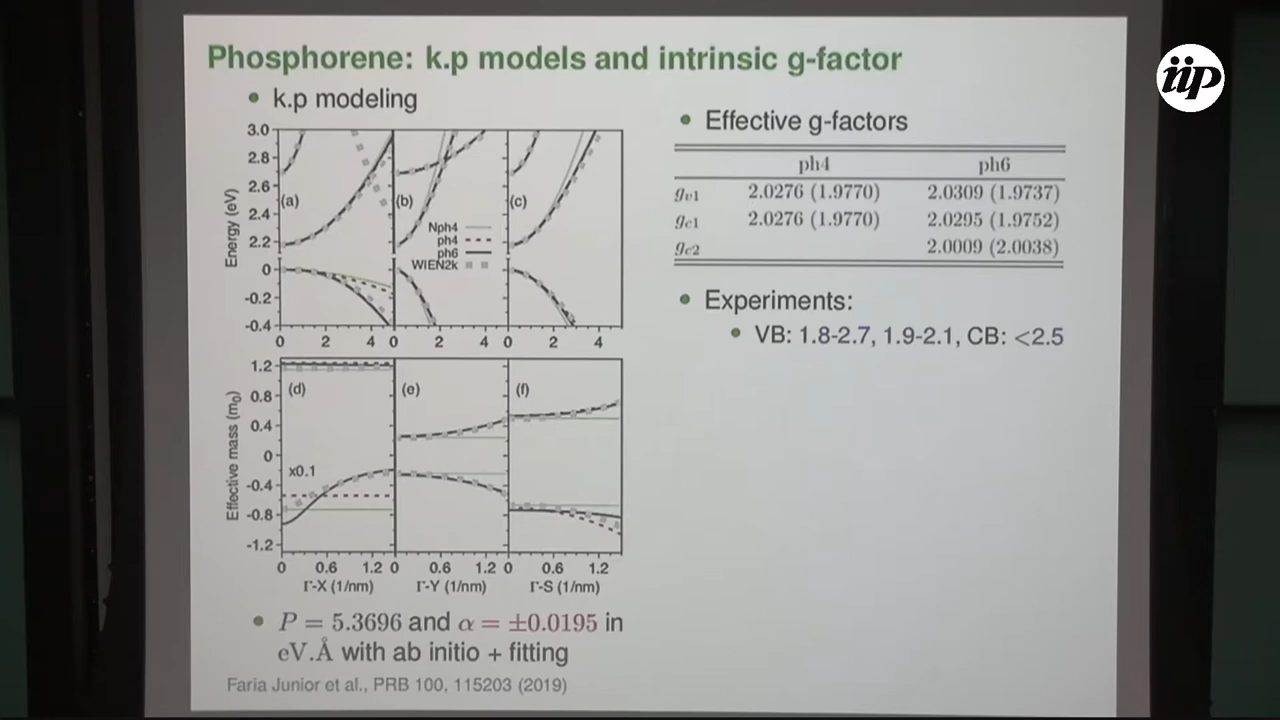 Phosphorene: k.p models and intrinsic g-factor
iip
• k.p modeling
3.0
2.8
2.6
2.4
2.2
0
-0.2
-0.4
Energy (eV)
(a)
(b)
(c)
Nph4
ph4
ph6
WIEN2k
0 2 4 0 2 4 0 2 4
1.2
0.8
0.4
0
-0.4
-0.8
-1.2
Effective mass (m0)
(d)
(e)
(f)
x0.1
0 0.6 1.2 0 0.6 1.2 0 0.6 1.2
Γ-X (1/nm) Γ-Y (1/nm) Γ-S (1/nm)
• P = 5.3696 and α = ±0.0195 in
eV.Å with ab initio + fitting
Faria Junior et al., PRB 100, 115203 (2019)
• Effective g-factors
ph4 ph6
gv1 2.0276 (1.9770) 2.0309 (1.9737)
gc1 2.0276 (1.9770) 2.0295 (1.9752)
gc2 2.0009 (2.0038)
• Experiments:
• VB: 1.8-2.7, 1.9-2.1, CB: <2.5